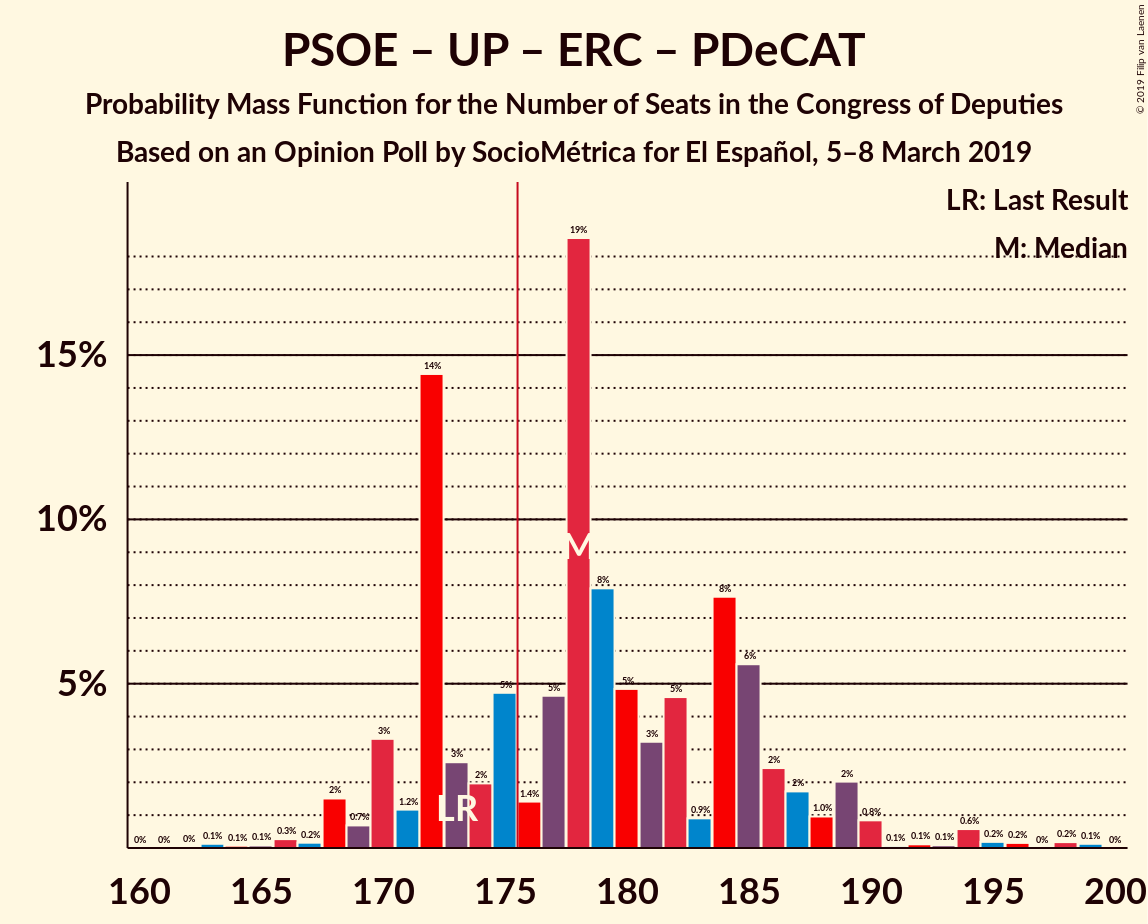 PSOE – UP – ERC – PDeCAT
Probability Mass Function for the Number of Seats in the Congress of Deputies
Based on an Opinion Poll by SocioMétrica for El Español, 5–8 March 2019
© 2019 Filip van Laenen
LR: Last Result
M: Median
15%
10%
5%
0% 0% 0% 0.1% 0.1% 0.1% 0.3% 0.2% 2% 0.7% 3% 1.2% 14% 3% 2% 5% 1.4% 5% 19% 8% 5% 3% 5% 0.9% 8% 6% 2% 2% 1.0% 2% 0.8% 0.1% 0.1% 0.1% 0.6% 0.2% 0.2% 0% 0.2% 0.1% 0%
LR
M
160 165 170 175 180 185 190 195 200